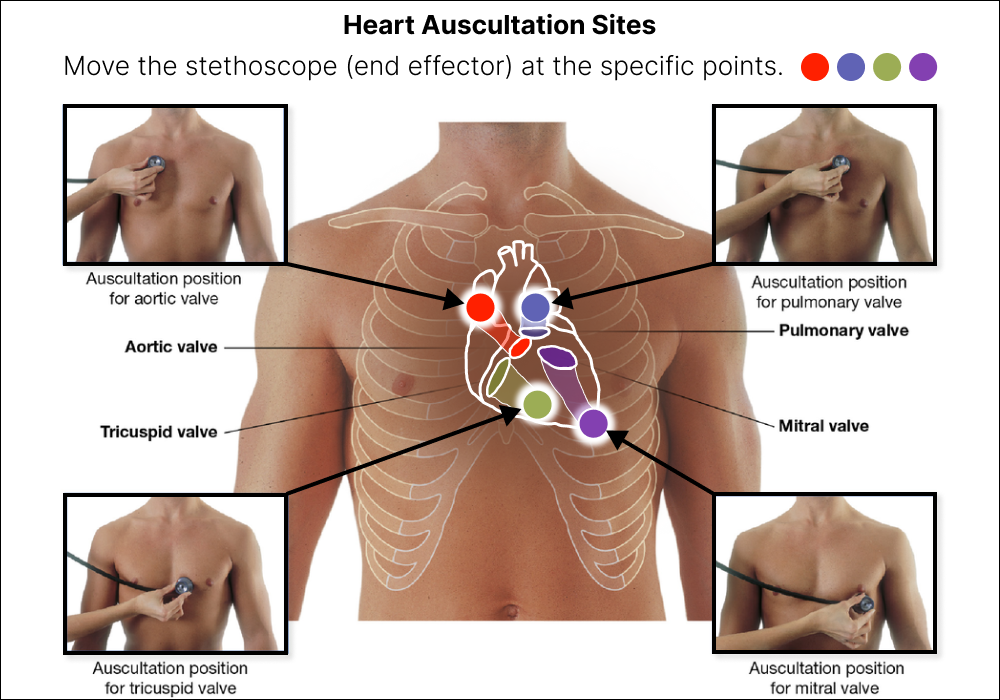 Heart Auscultation Sites
Move the stethoscope (end effector) at the specific points.
Auscultation position
for aortic valve
Auscultation position
for pulmonary valve
Pulmonary valve
Aortic valve
Mitral valve
Tricuspid valve
Auscultation position
for tricuspid valve
Auscultation position
for mitral valve